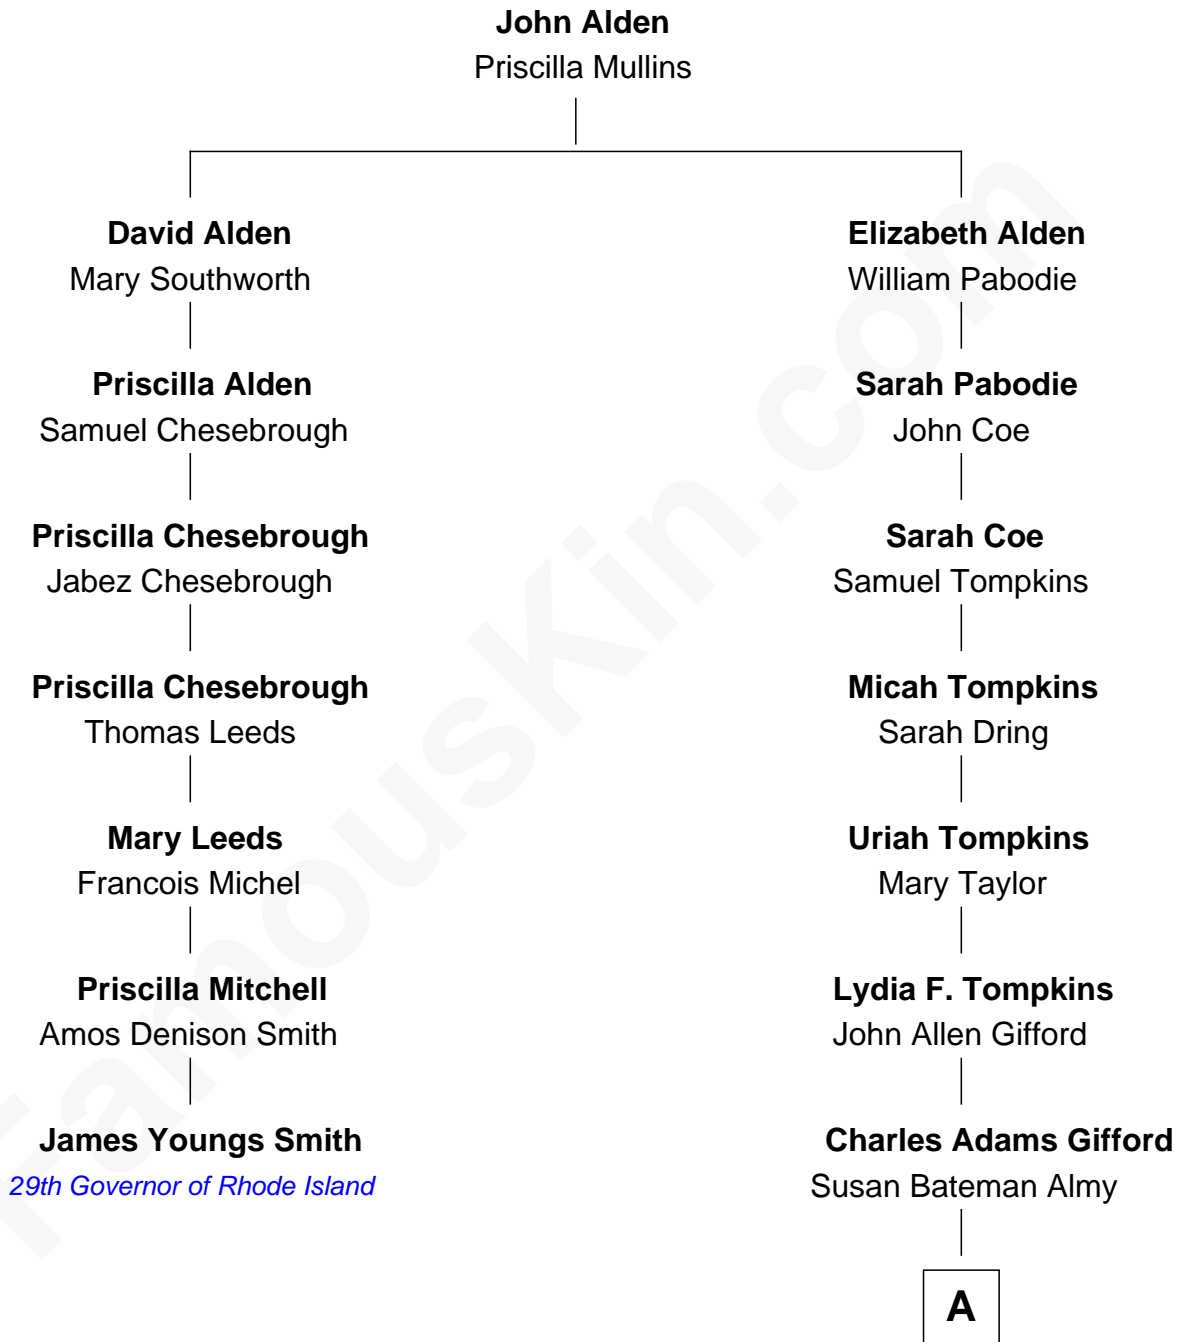 John Alden
Priscilla Mullins
David Alden
Mary Southworth
Priscilla Alden
Samuel Chesebrough
Priscilla Chesebrough
Jabez Chesebrough
Priscilla Chesebrough
Thomas Leeds
Mary Leeds
Francois Michel
Priscilla Mitchell
Amos Denison Smith
James Youngs Smith
29th Governor of Rhode Island
Elizabeth Alden
William Pabodie
Sarah Pabodie
John Coe
Sarah Coe
Samuel Tompkins
Micah Tompkins
Sarah Dring
Uriah Tompkins
Mary Taylor
Lydia F. Tompkins
John Allen Gifford
Charles Adams Gifford
Susan Bateman Almy
A
FamousKin.com